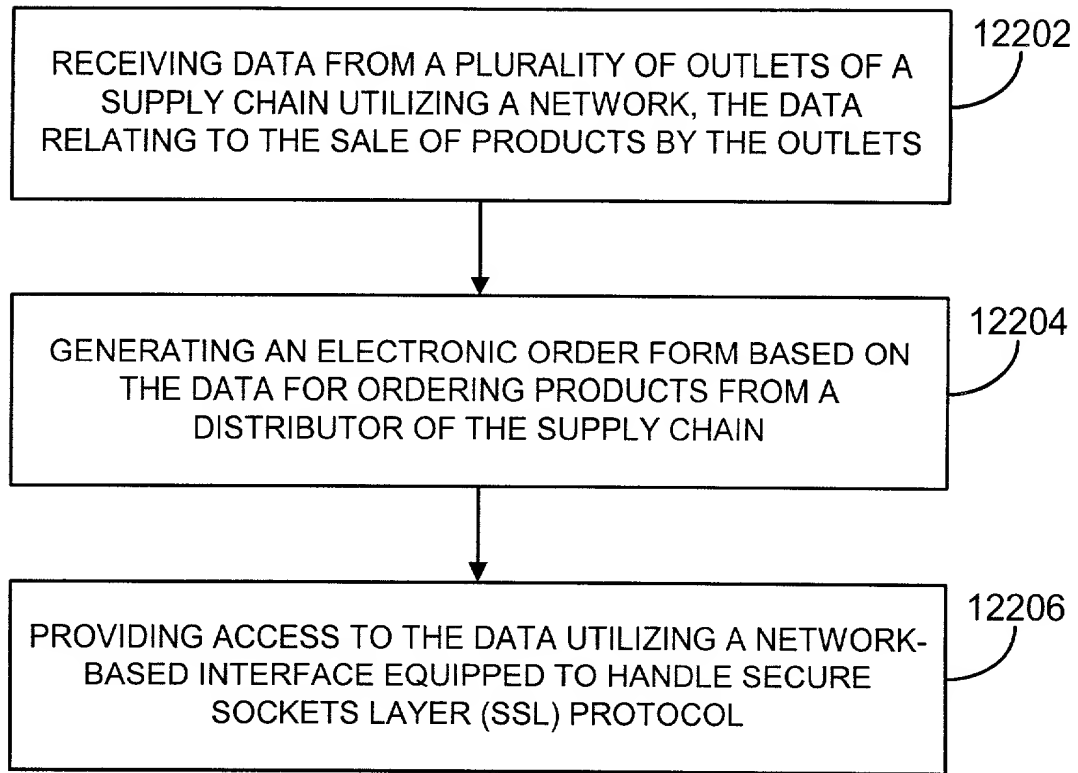 12202
RECEIVING DATA FROM A PLURALITY OF OUTLETS OF A
SUPPLY CHAIN UTILIZING A NETWORK, THE DATA
RELATING TO THE SALE OF PRODUCTS BY THE OUTLETS
12204
GENERATING AN ELECTRONIC ORDER FORM BASED ON
THE DATA FOR ORDERING PRODUCTS FROM A
DISTRIBUTOR OF THE SUPPLY CHAIN
12206
PROVIDING ACCESS TO THE DATA UTILIZING A NETWORK-
BASED INTERFACE EQUIPPED TO HANDLE SECURE
SOCKETS LAYER (SSL) PROTOCOL